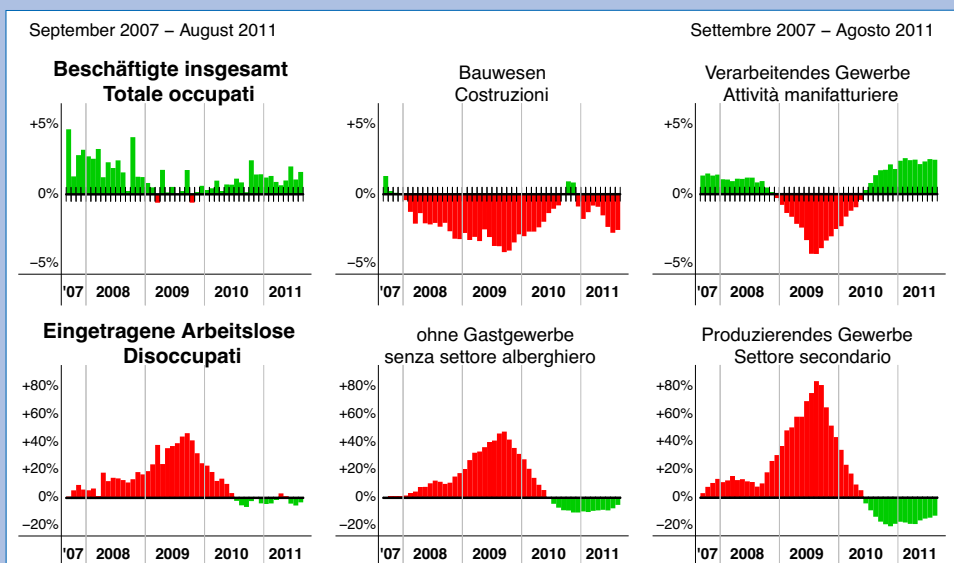 September 2007 – August 2011
Settembre 2007 – Agosto 2011
Beschäftigte insgesamt
Totale occupati
+5%
0%
–5%
'07 2008 2009 2010 2011
Bauwesen
Costruzioni
+5%
0%
–5%
'07 2008 2009 2010 2011
Verarbeitendes Gewerbe
Attività manifatturiere
+5%
0%
–5%
'07 2008 2009 2010 2011
Eingetragene Arbeitslose
Disoccupati
+80%
+60%
+40%
+20%
0%
–20%
'07 2008 2009 2010 2011
ohne Gastgewerbe
senza settore alberghiero
+80%
+60%
+40%
+20%
0%
–20%
'07 2008 2009 2010 2011
Produzierendes Gewerbe
Settore secondario
+80%
+60%
+40%
+20%
0%
–20%
'07 2008 2009 2010 2011